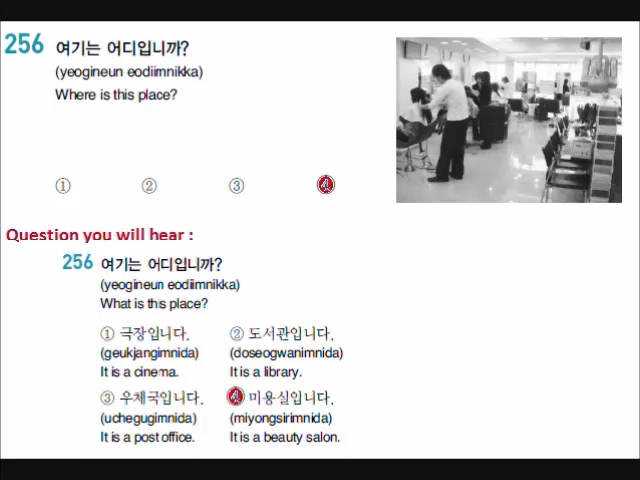 256 여기는 어디입니까?
(yeogineun eodiimnikka)
Where is this place?
① ② ③ ④
Question you will hear :
256 여기는 어디입니까?
(yeogineun eodiimnikka)
What is this place?
① 극장입니다. ② 도서관입니다.
(geukjangimnida) (doseogwanimnida)
It is a cinema. It is a library.
③ 우체국입니다. ④ 미용실입니다.
(uchegugimnida) (miyongsirimnida)
It is a post office. It is a beauty salon.